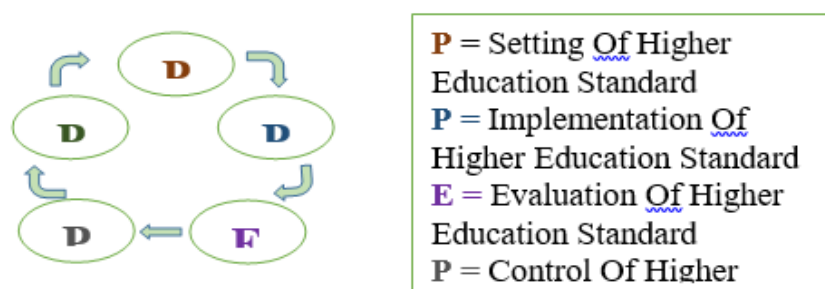 D
D D
P F
P = Setting Of Higher
Education Standard
P = Implementation Of
Higher Education Standard
E = Evaluation Of Higher
Education Standard
P = Control Of Higher